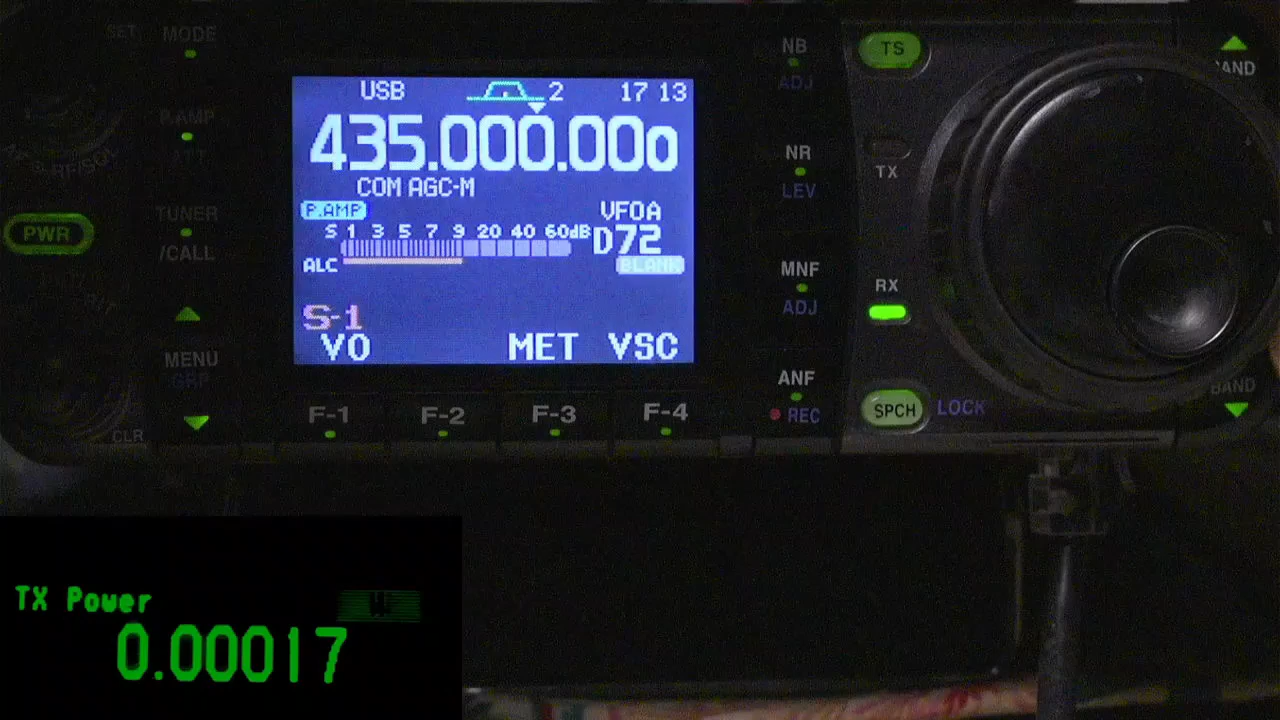 SET MODE
NB
TS
BAND
ADJ
USB 2 17 13
435.000.000
P.AMP
ATT
COM AGC-M
NR
TX
LEV
P.AMP VFOA
S 1 3 5 7 9 20 40 60dB D72
ALC BLANK
PWR
TUNER
/CALL
MNF
RX
ADJ
S-1
VO MET VSC
MENU
GRP
ANF
BAND
F-1 F-2 F-3 F-4
REC
SPCH LOCK
CLR
TX Power W
0.00017